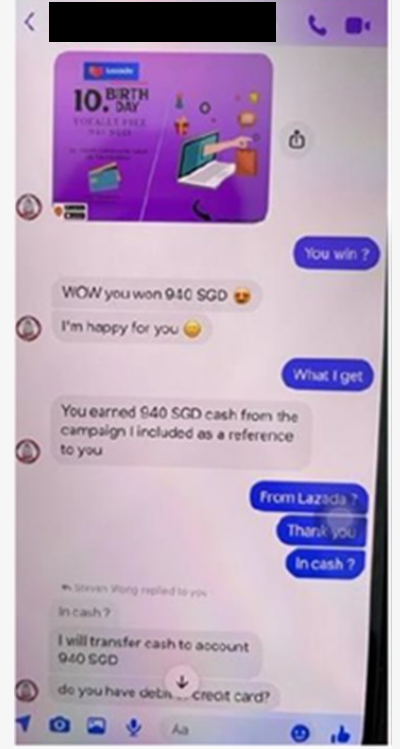 lazada
10. BIRTH
DAY
TOTALLY FREE
You win ?
WOW you won 940 SGD 😍
I'm happy for you 😊
What I get
You earned 940 SGD cash from the
campaign I included as a reference
to you
From Lazada ?
Thank you
In cash ?
Steven Wong replied to you
In cash ?
I will transfer cash to account
940 SGD
do you have credit card?
Aa